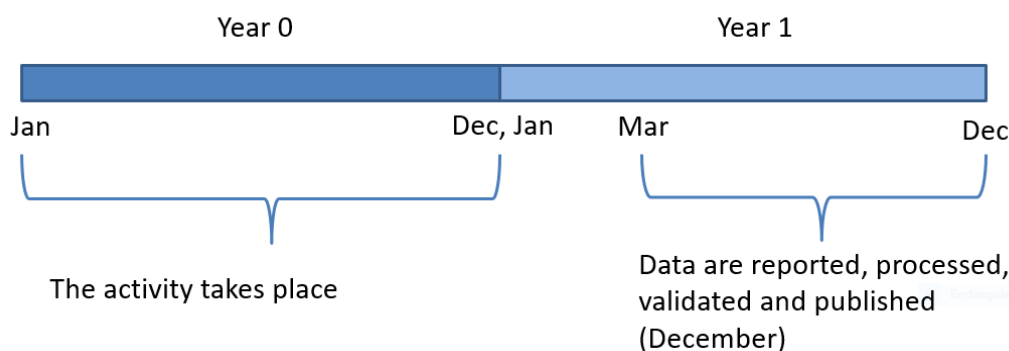 Year 0
Year 1
Jan
Dec, Jan
Mar
Dec
The activity takes place
Data are reported, processed,
validated and published
(December)